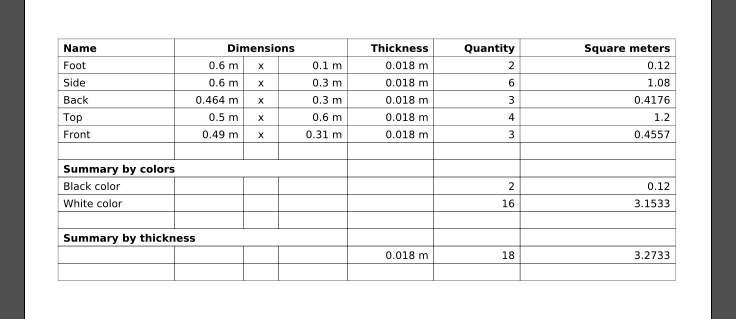 Name Dimensions Thickness Quantity Square meters
Foot 0.6 m x 0.1 m 0.018 m 2 0.12
Side 0.6 m x 0.3 m 0.018 m 6 1.08
Back 0.464 m x 0.3 m 0.018 m 3 0.4176
Top 0.5 m x 0.6 m 0.018 m 4 1.2
Front 0.49 m x 0.31 m 0.018 m 3 0.4557
Summary by colors
Black color 2 0.12
White color 16 3.1533
Summary by thickness
0.018 m 18 3.2733